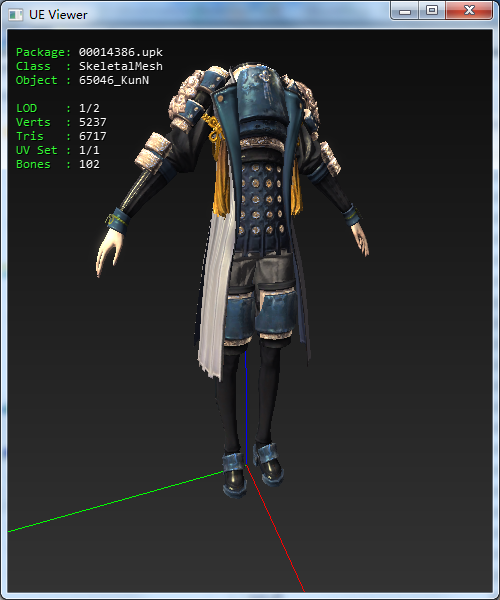 UE Viewer
Package: 00014386.upk
Class  : SkeletalMesh
Object : 65046_KunN
LOD    : 1/2
Verts  : 5237
Tris   : 6717
UV Set : 1/1
Bones  : 102